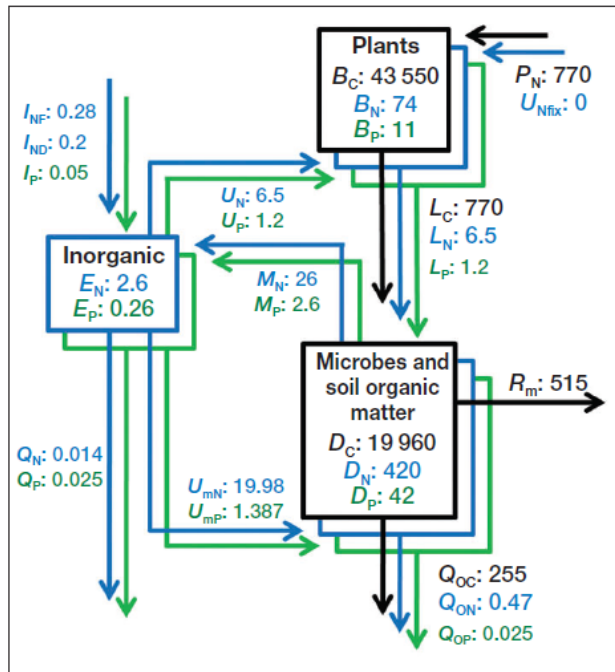 Plants
B_C: 43 550
B_N: 74
B_P: 11
P_N: 770
U_Nfix: 0
I_NF: 0.28
I_ND: 0.2
I_P: 0.05
U_N: 6.5
U_P: 1.2
L_C: 770
L_N: 6.5
L_P: 1.2
Inorganic
E_N: 2.6
E_P: 0.26
M_N: 26
M_P: 2.6
Microbes and
soil organic
matter
D_C: 19 960
D_N: 420
D_P: 42
R_m: 515
Q_N: 0.014
Q_P: 0.025
U_mN: 19.98
U_mP: 1.387
Q_OC: 255
Q_ON: 0.47
Q_OP: 0.025